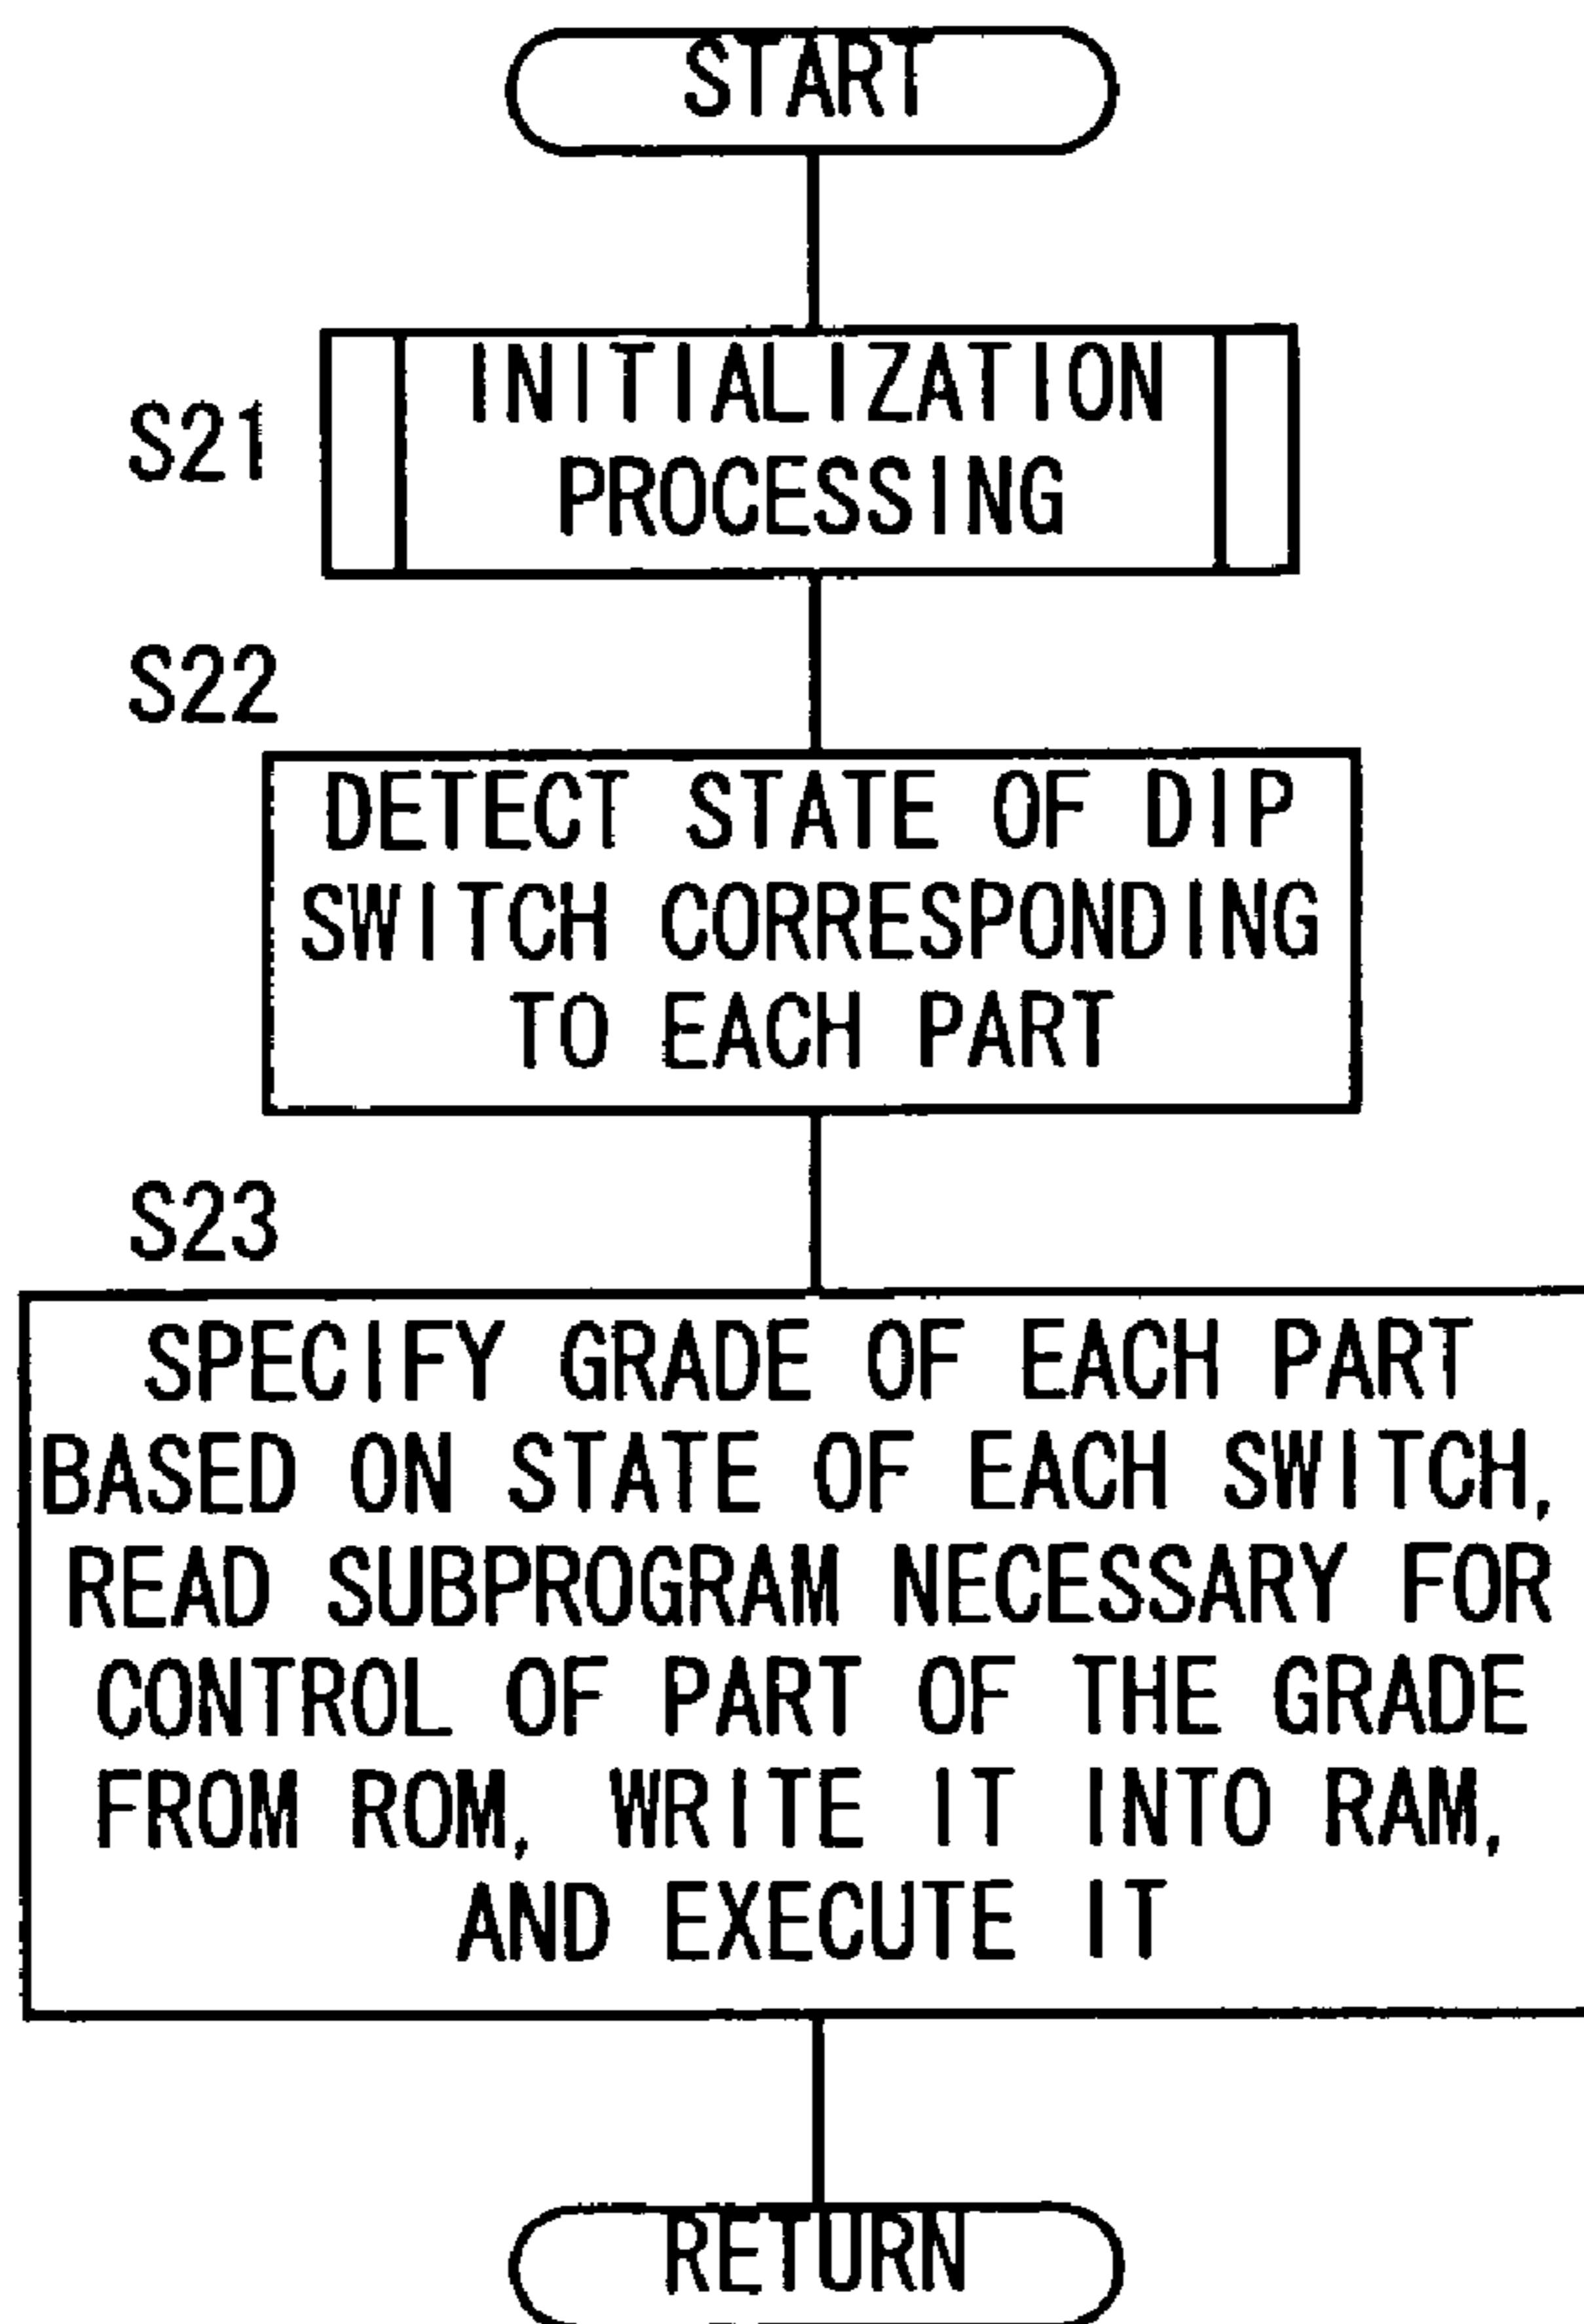 START
S21
INITIALIZATION
PROCESSING
S22
DETECT STATE OF DIP
SWITCH CORRESPONDING
TO EACH PART
S23
SPECIFY GRADE OF EACH PART
BASED ON STATE OF EACH SWITCH,
READ SUBPROGRAM NECESSARY FOR
CONTROL OF PART OF THE GRADE
FROM ROM, WRITE IT INTO RAM,
AND EXECUTE IT
RETURN